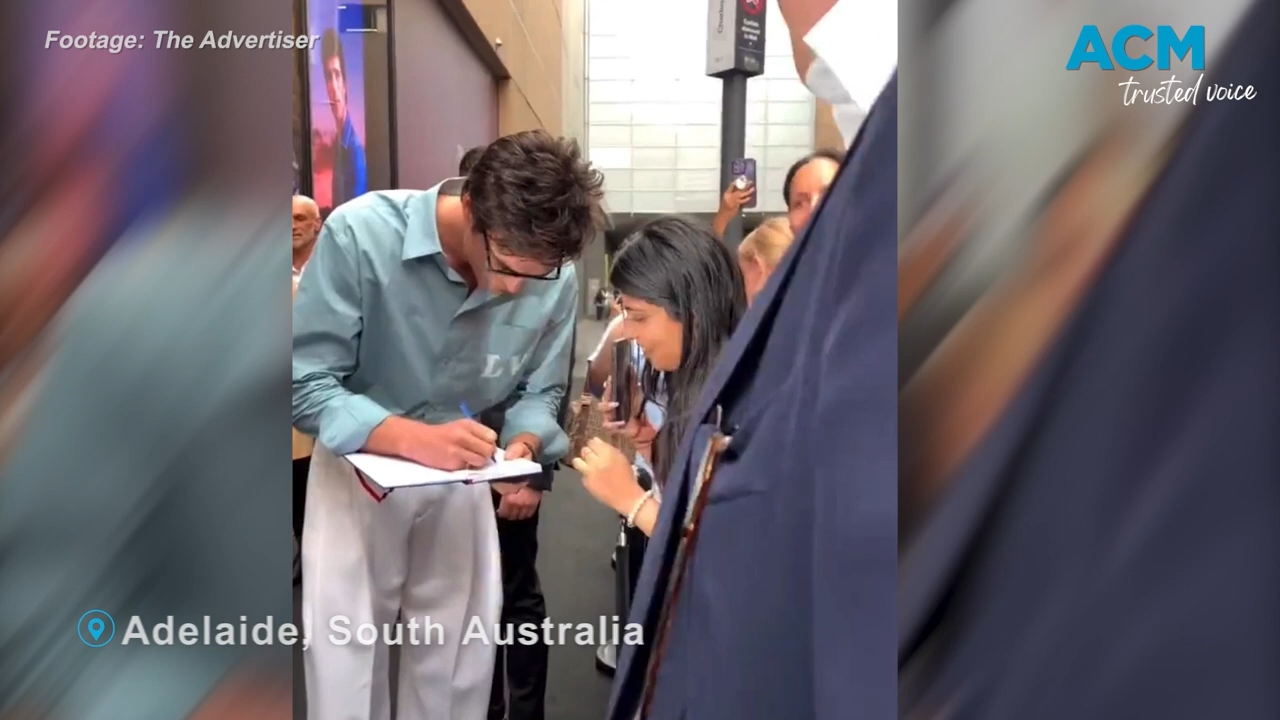 Footage: The Advertiser
ACM
trusted voice
LV
Adelaide, South Australia